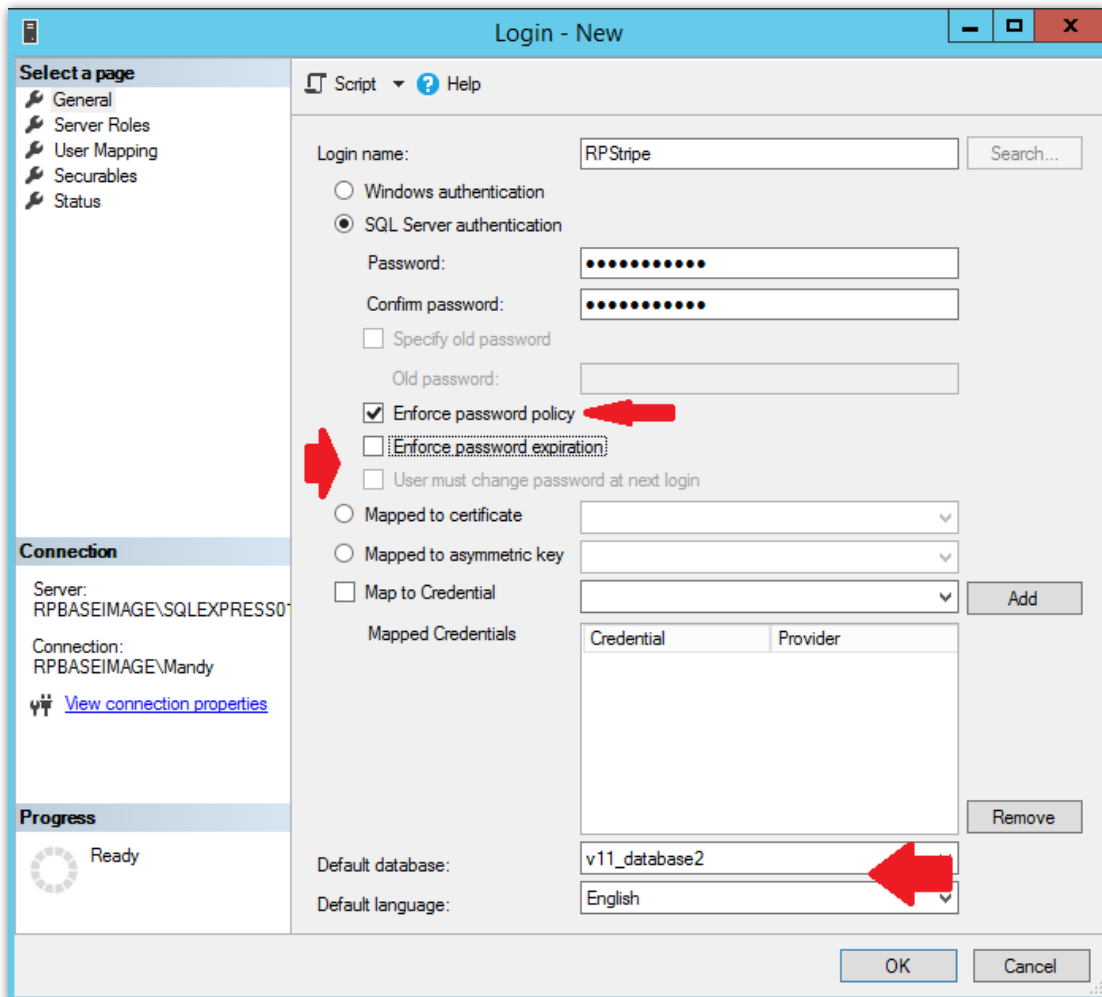 Login - New
Select a page
General
Server Roles
User Mapping
Securables
Status
Script
Help
Login name:
RPStripe
Search...
Windows authentication
SQL Server authentication
Password:
●●●●●●●●●●●
Confirm password:
●●●●●●●●●●●
Specify old password
Old password:
Enforce password policy
Enforce password expiration
User must change password at next login
Mapped to certificate
Mapped to asymmetric key
Map to Credential
Add
Mapped Credentials
Credential
Provider
Remove
Default database:
v11_database2
Default language:
English
Connection
Server:
RPBASEIMAGE\SQLEXPRESS01
Connection:
RPBASEIMAGE\Mandy
View connection properties
Progress
Ready
OK
Cancel